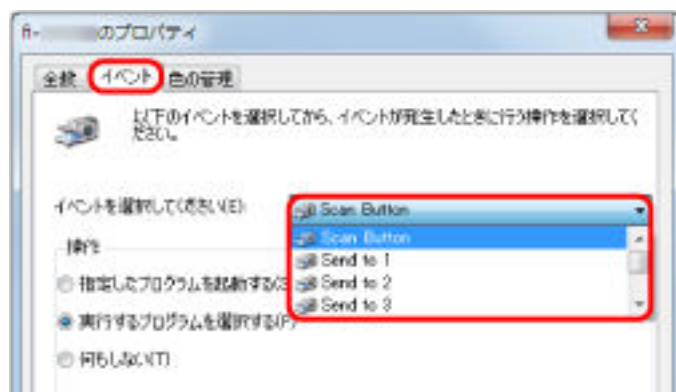 fi-のプロパティ
全般 イベント 色の管理
以下のイベントを選択してから、イベントが発生したときに行う操作を選択してく
ださい。
イベントを選択してください(E):
Scan Button
Scan Button
操作
Send to 1
指定したプログラムを起動する(S
Send to 2
Send to 3
実行するプログラムを選択する(P)
何もしない(T)